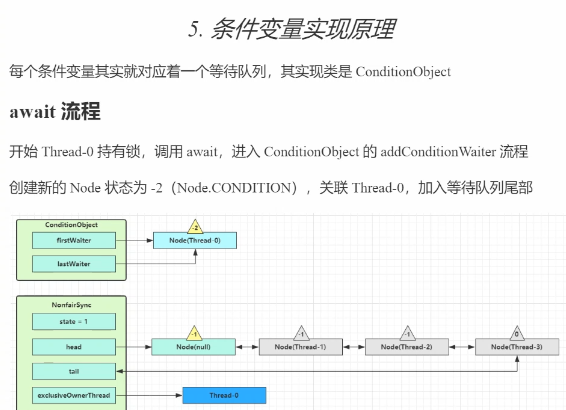 5. 条件变量实现原理
每个条件变量其实就对应着一个等待队列，其实现类是 ConditionObject
await 流程
开始 Thread-0 持有锁，调用 await，进入 ConditionObject 的 addConditionWaiter 流程
创建新的 Node 状态为 -2（Node.CONDITION），关联 Thread-0，加入等待队列尾部
ConditionObject
-2
firstWaiter
Node(Thread-0)
lastWaiter
NonfairSync
state = 1
-1
-1
-1
0
head
Node(null)
Node(Thread-1)
Node(Thread-2)
Node(Thread-3)
tail
exclusiveOwnerThread
Thread-0